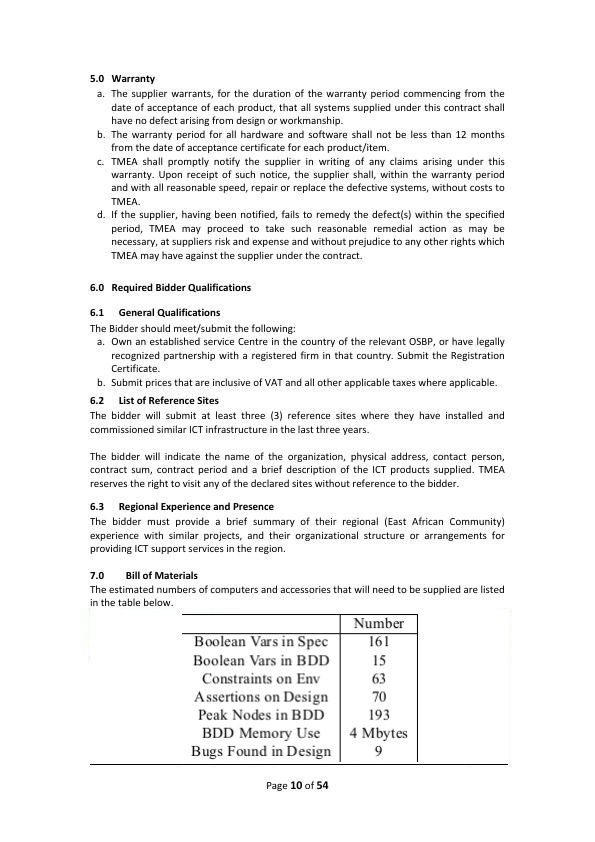 5.0 Warranty
a. The supplier warrants, for the duration of the warranty period commencing from the
date of acceptance of each product, that all systems supplied under this contract shall
have no defect arising from design or workmanship.
b. The warranty period for all hardware and software shall not be less than 12 months
from the date of acceptance certificate for each product/item.
c. TMEA shall promptly notify the supplier in writing of any claims arising under this
warranty. Upon receipt of such notice, the supplier shall, within the warranty period
and with all reasonable speed, repair or replace the defective systems, without costs to
TMEA.
d. If the supplier, having been notified, fails to remedy the defect(s) within the specified
period, TMEA may proceed to take such reasonable remedial action as may be
necessary, at suppliers risk and expense and without prejudice to any other rights which
TMEA may have against the supplier under the contract.
6.0 Required Bidder Qualifications
6.1 General Qualifications
The Bidder should meet/submit the following:
a. Own an established service Centre in the country of the relevant OSBP, or have legally
recognized partnership with a registered firm in that country. Submit the Registration
Certificate.
b. Submit prices that are inclusive of VAT and all other applicable taxes where applicable.
6.2 List of Reference Sites
The bidder will submit at least three (3) reference sites where they have installed and
commissioned similar ICT infrastructure in the last three years.
The bidder will indicate the name of the organization, physical address, contact person,
contract sum, contract period and a brief description of the ICT products supplied. TMEA
reserves the right to visit any of the declared sites without reference to the bidder.
6.3 Regional Experience and Presence
The bidder must provide a brief summary of their regional (East African Community)
experience with similar projects, and their organizational structure or arrangements for
providing ICT support services in the region.
7.0 Bill of Materials
The estimated numbers of computers and accessories that will need to be supplied are listed
in the table below.
Number
Boolean Vars in Spec 161
Boolean Vars in BDD 15
Constraints on Env 63
Assertions on Design 70
Peak Nodes in BDD 193
BDD Memory Use 4 Mbytes
Bugs Found in Design 9
Page 10 of 54